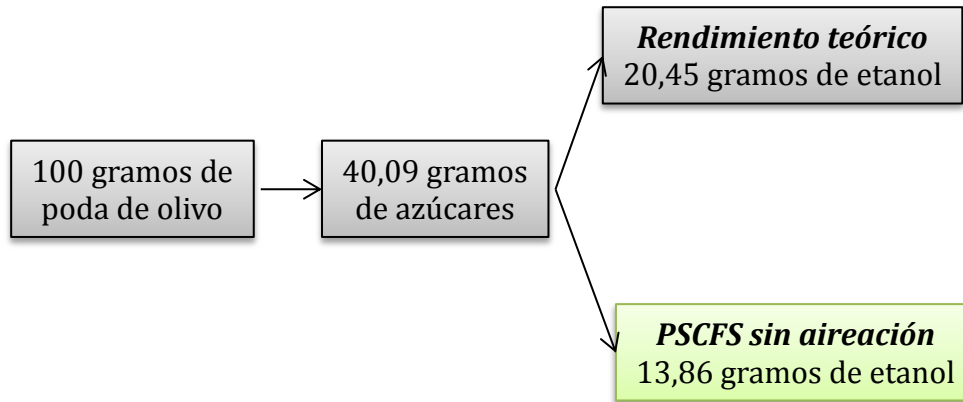 Rendimiento teórico
20,45 gramos de etanol
100 gramos de
poda de olivo
40,09 gramos
de azúcares
PSCFS sin aireación
13,86 gramos de etanol